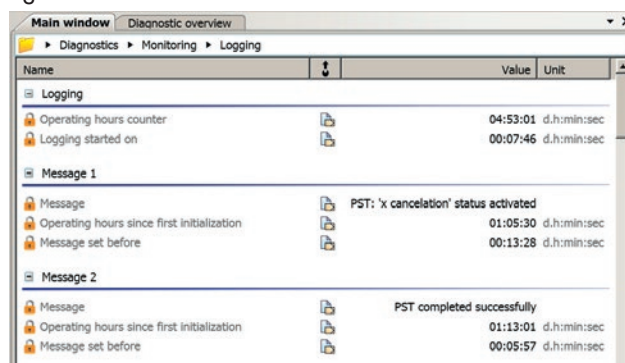 Main window Diagnostic overview
Diagnostics Monitoring Logging
Name Value Unit
Logging
Operating hours counter 04:53:01 d.h:min:sec
Logging started on 00:07:46 d.h:min:sec
Message 1
Message PST: 'x cancelation' status activated
Operating hours since first initialization 01:05:30 d.h:min:sec
Message set before 00:13:28 d.h:min:sec
Message 2
Message PST completed successfully
Operating hours since first initialization 01:13:01 d.h:min:sec
Message set before 00:05:57 d.h:min:sec